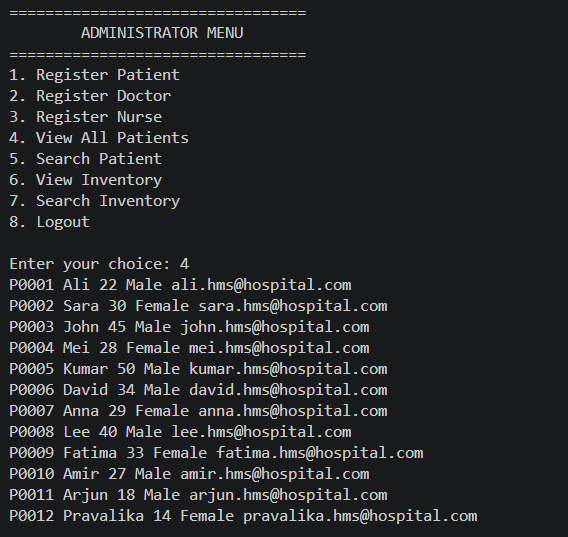 =================================
ADMINISTRATOR MENU
=================================
1. Register Patient
2. Register Doctor
3. Register Nurse
4. View All Patients
5. Search Patient
6. View Inventory
7. Search Inventory
8. Logout
Enter your choice: 4
P0001 Ali 22 Male ali.hms@hospital.com
P0002 Sara 30 Female sara.hms@hospital.com
P0003 John 45 Male john.hms@hospital.com
P0004 Mei 28 Female mei.hms@hospital.com
P0005 Kumar 50 Male kumar.hms@hospital.com
P0006 David 34 Male david.hms@hospital.com
P0007 Anna 29 Female anna.hms@hospital.com
P0008 Lee 40 Male lee.hms@hospital.com
P0009 Fatima 33 Female fatima.hms@hospital.com
P0010 Amir 27 Male amir.hms@hospital.com
P0011 Arjun 18 Male arjun.hms@hospital.com
P0012 Pravalika 14 Female pravalika.hms@hospital.com